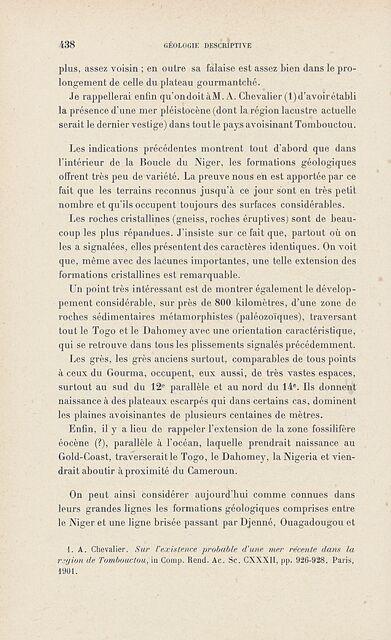 438 GÉOLOGIE DESCRIPTIVE
plus, assez voisin ; en outre sa falaise est assez bien dans le pro-
longement de celle du plateau gourmantché.
Je rappellerai enfin qu'on doit à M. A. Chevalier (1) d'avoir établi
la présence d'une mer pléistocène (dont la région lacustre actuelle
serait le dernier vestige) dans tout le pays avoisinant Tombouctou.
Les indications précédentes montrent tout d'abord que dans
l'intérieur de la Boucle du Niger, les formations géologiques
offrent très peu de variété. La preuve nous en est apportée par ce
fait que les terrains reconnus jusqu'à ce jour sont en très petit
nombre et qu'ils occupent toujours des surfaces considérables.
Les roches cristallines (gneiss, roches éruptives) sont de beau-
coup les plus répandues. J'insiste sur ce fait que, partout où on
les a signalées, elles présentent des caractères identiques. On voit
que, même avec des lacunes importantes, une telle extension des
formations cristallines est remarquable.
Un point très intéressant est de montrer également le dévelop-
pement considérable, sur près de 800 kilomètres, d'une zone de
roches sédimentaires métamorphistes (paléozoïques), traversant
tout le Togo et le Dahomey avec une orientation caractéristique,
qui se retrouve dans tous les plissements signalés précédemment.
Les grès, les grès anciens surtout, comparables de tous points
à ceux du Gourma, occupent, eux aussi, de très vastes espaces,
surtout au sud du 12e parallèle et au nord du 14e. Ils donnent
naissance à des plateaux escarpés qui dans certains cas, dominent
les plaines avoisinantes de plusieurs centaines de mètres.
Enfin, il y a lieu de rappeler l'extension de la zone fossilifère
éocène (?), parallèle à l'océan, laquelle prendrait naissance au
Gold-Coast, traverserait le Togo, le Dahomey, la Nigeria et vien-
drait aboutir à proximité du Cameroun.
On peut ainsi considérer aujourd'hui comme connues dans
leurs grandes lignes les formations géologiques comprises entre
le Niger et une ligne brisée passant par Djenné, Ouagadougou et
1. A. Chevalier. Sur l'existence probable d'une mer récente dans la
région de Tombouctou, in Comp. Rend. Ac. Sc. CXXXII, pp. 926-928, Paris,
1901.